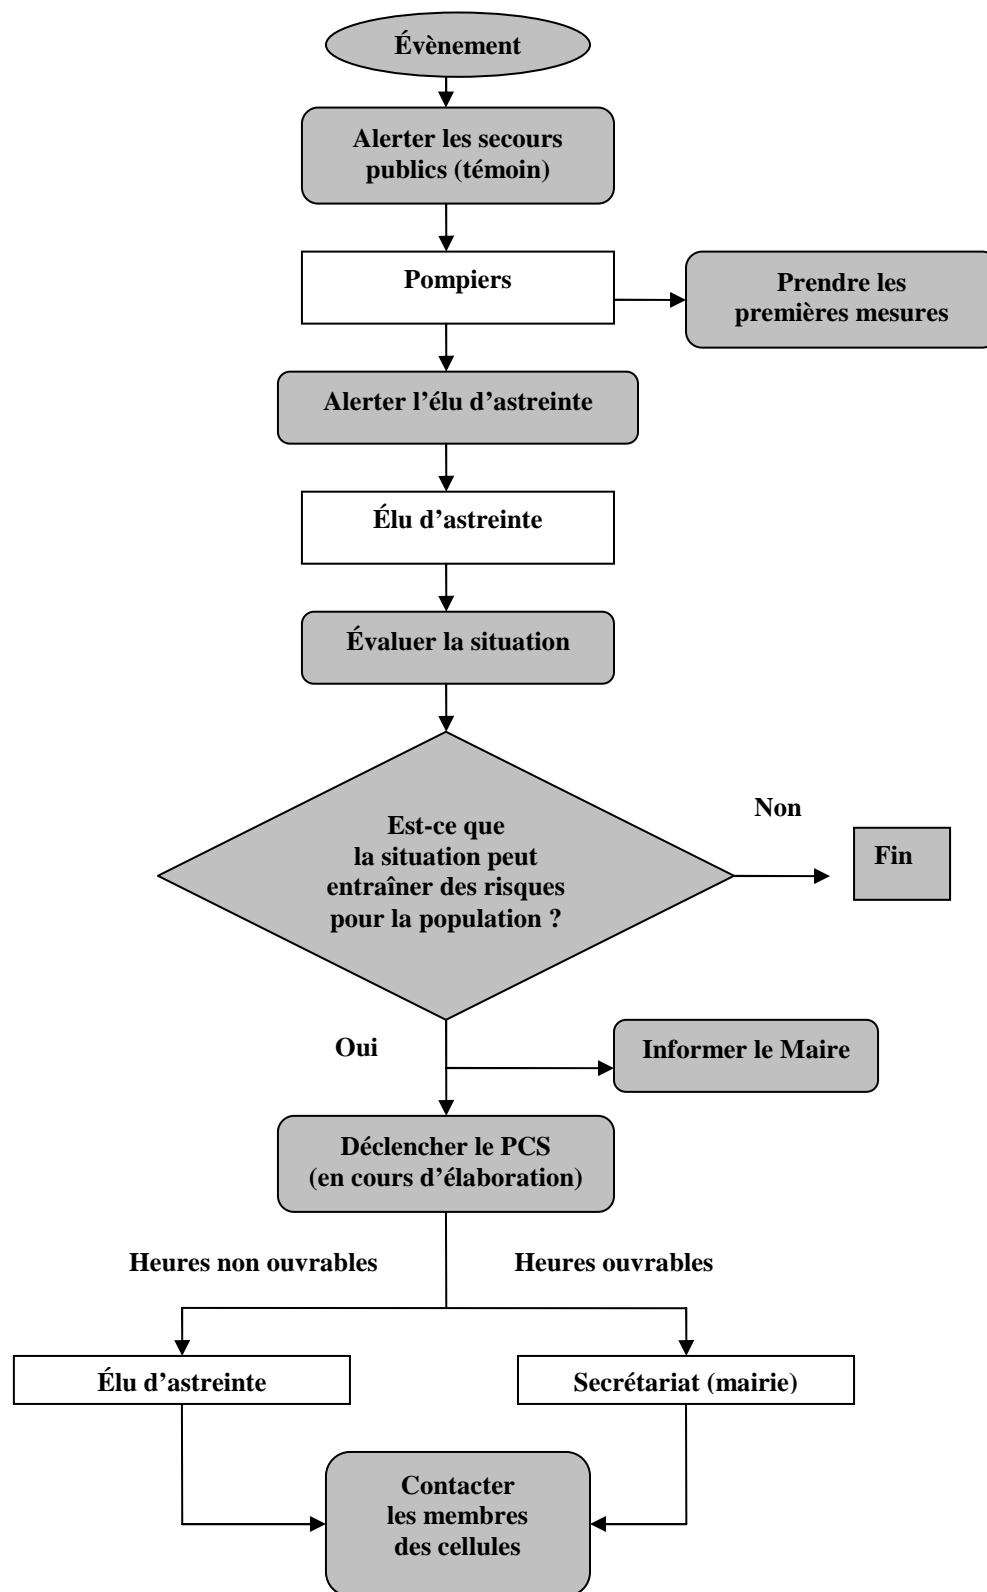 Évènement
Alerter les secours
publics (témoin)
Pompiers
Prendre les
premières mesures
Alerter l’élu d’astreinte
Élu d’astreinte
Évaluer la situation
Est-ce que
la situation peut
entraîner des risques
pour la population ?
Non
Fin
Oui
Informer le Maire
Déclencher le PCS
(en cours d’élaboration)
Heures non ouvrables
Heures ouvrables
Élu d’astreinte
Secrétariat (mairie)
Contacter
les membres
des cellules